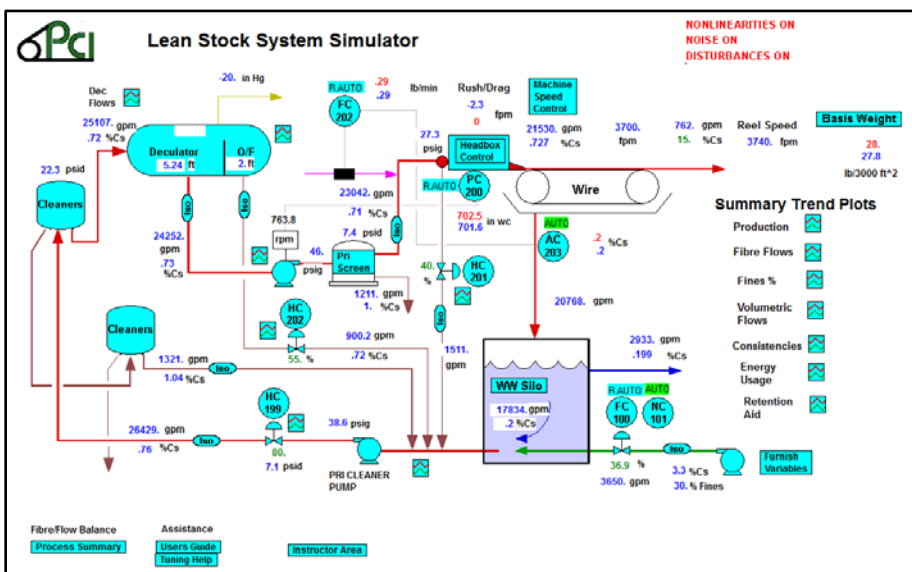 PCI
Lean Stock System Simulator
NONLINEARITIES ON
NOISE ON
DISTURBANCES ON
-20. in Hg
Dec
Flows
25107. gpm
.72 %Cs
R.AUTO
FC
202
.29
.29
lb/min
Rush/Drag
-2.3
0
fpm
Machine
Speed
Control
27.3
psig
Headbox
Control
21530. gpm
.727 %Cs
3700.
fpm
762. gpm
15. %Cs
Reel Speed
3740. fpm
Basis Weight
28.
27.8
lb/3000 ft^2
Deculator
5.24 ft
O/F
2. ft
22.3 psid
Cleaners
Iso
Iso
23042. gpm
.71 %Cs
7.4 psid
R.AUTO
PC
200
702.5
701.6
in wc
Wire
AUTO
AC
203
.2
.2
%Cs
24252.
gpm
.73
%Cs
763.8
rpm
46.
psig
Pri
Screen
1211. gpm
1. %Cs
40.
%
HC
201
Iso
1511.
gpm
20768. gpm
Summary Trend Plots
Production
Fibre Flows
Fines %
Volumetric
Flows
Consistencies
Energy
Usage
Retention
Aid
HC
202
55. %
900.2 gpm
.72 %Cs
Cleaners
1321. gpm
1.04 %Cs
Iso
WW Silo
17834. gpm
.2 %Cs
2933. gpm
.199 %Cs
R.AUTO
FC
100
AUTO
NC
101
36.9 %
3650. gpm
Iso
3.3 %Cs
30. % Fines
Furnish
Variables
26429. gpm
.76 %Cs
Iso
HC
199
80.
7.1 psid
38.6 psig
PRI CLEANER
PUMP
Fibre/Flow Balance
Process Summary
Assistance
Users Guide
Tuning Help
Instructor Area